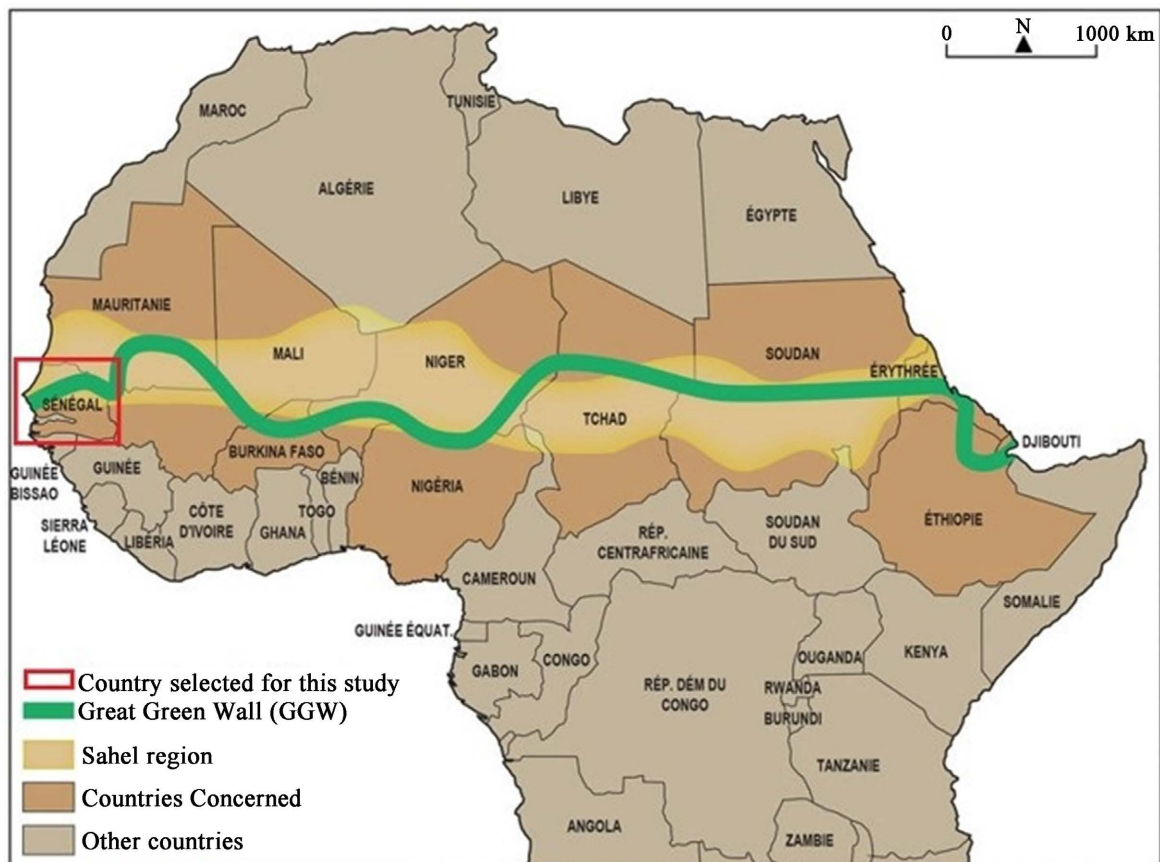 0 N 1000 km
MAROC
TUNISIE
ALGÉRIE
LIBYE
ÉGYPTE
MAURITANIE
MALI
NIGER
SOUDAN
ÉRYTHRÉE
SÉNÉGAL
TCHAD
DJIBOUTI
BURKINA FASO
GUINÉE
BISSAO
GUINÉE
BÉNIN
NIGÉRIA
CÔTE
D'IVOIRE
GHANA
TOGO
SIERRA
LÉONE
LIBÉRIA
RÉP.
CENTRAFRICAINE
SOUDAN
DU SUD
ÉTHIOPIE
CAMEROUN
SOMALIE
GUINÉE ÉQUAT.
GABON
CONGO
OUGANDA
KENYA
RÉP. DÉM DU
CONGO
RWANDA
BURUNDI
TANZANIE
ANGOLA
ZAMBIE
Country selected for this study
Great Green Wall (GGW)
Sahel region
Countries Concerned
Other countries